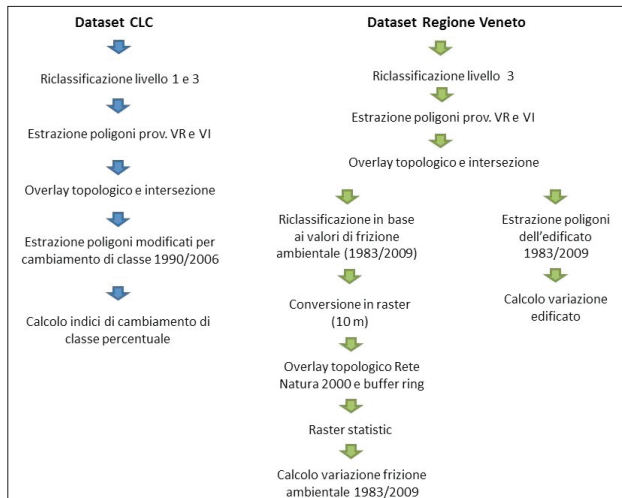 Dataset CLC
Riclassificazione livello 1 e 3
Estrazione poligoni prov. VR e VI
Overlay topologico e intersezione
Estrazione poligoni modificati per
cambiamento di classe 1990/2006
Calcolo indici di cambiamento di
classe percentuale
Dataset Regione Veneto
Riclassificazione livello 3
Estrazione poligoni prov. VR e VI
Overlay topologico e intersezione
Riclassificazione in base
ai valori di frizione
ambientale (1983/2009)
Conversione in raster
(10 m)
Overlay topologico Rete
Natura 2000 e buffer ring
Raster statistic
Calcolo variazione frizione
ambientale 1983/2009
Estrazione poligoni
dell'edificato
1983/2009
Calcolo variazione
edificato